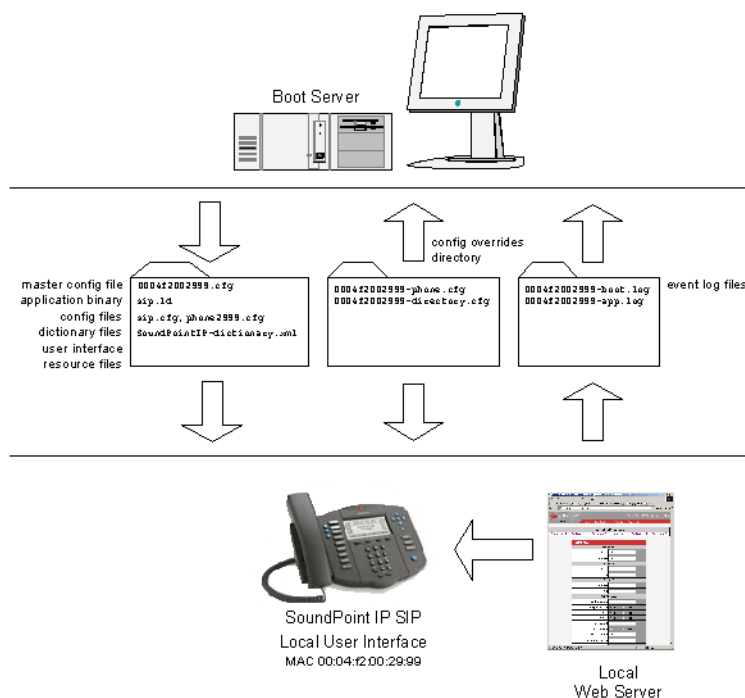 Boot Server
config overrides
directory
master config file
application binary
config files
dictionary files
user interface
resource files
0004f2002999.cfg
sip.ld
sip.cfg, phone2999.cfg
SoundPointIP-dictionary.xml
0004f2002999-phone.cfg
0004f2002999-directory.cfg
0004f2002999-boot.log
0004f2002999-app.log
event log files
SoundPoint IP SIP
Local User Interface
MAC 00:04:f2:00:29:99
Local
Web Server